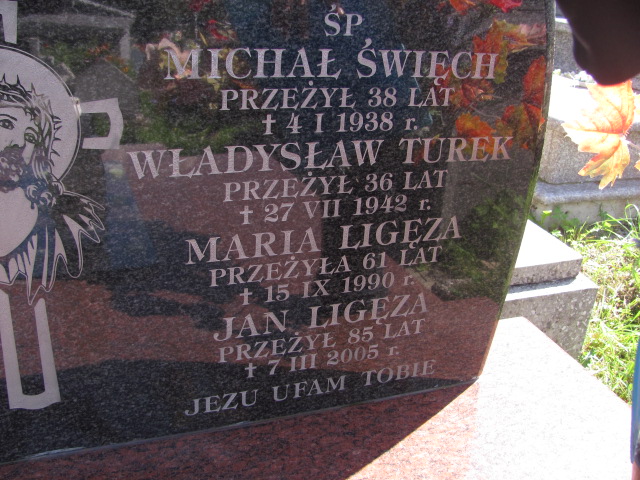 ŚP
MICHAŁ ŚWIĘCH
PRZEŻYŁ 38 LAT
† 4 I 1938 r.
WŁADYSŁAW TUREK
PRZEŻYŁ 36 LAT
† 27 VII 1942 r.
MARIA LIGĘZA
PRZEŻYŁA 61 LAT
† 15 IX 1990 r.
JAN LIGĘZA
PRZEŻYŁ 85 LAT
† 7 III 2005 r.
JEZU UFAM TOBIE